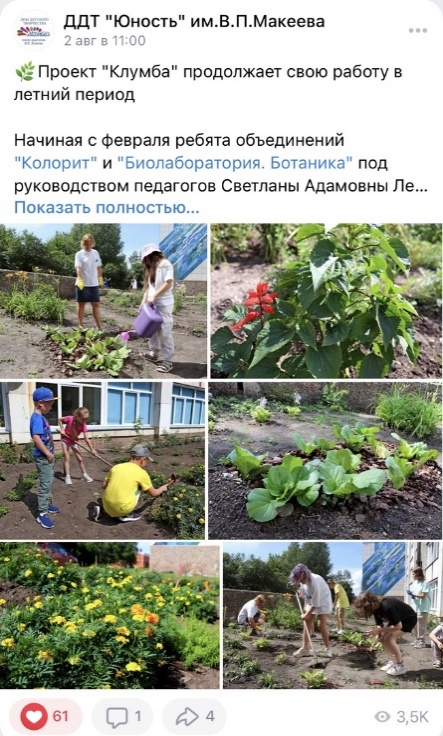 ДДТ "Юность" им.В.П.Макеева
2 авг в 11:00
Проект "Клумба" продолжает свою работу в
летний период
Начиная с февраля ребята объединений
"Колорит" и "Биолаборатория. Ботаника" под
руководством педагогов Светланы Адамовны Ле...
Показать полностью...
61
1
4
3,5K